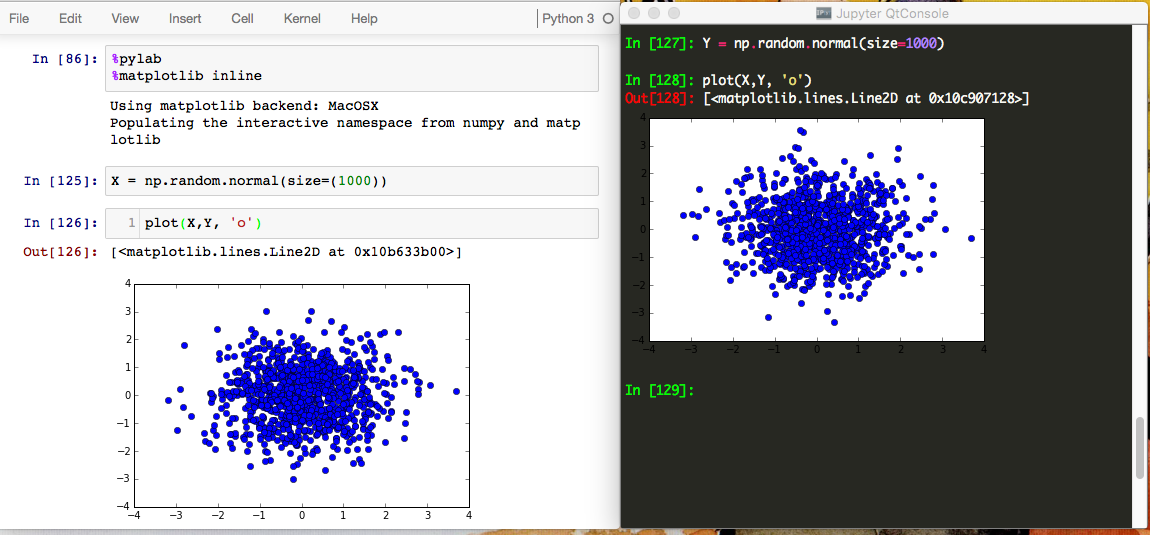 File Edit View Insert Cell Kernel Help Python 3
In [86]: %pylab
%matplotlib inline
Using matplotlib backend: MacOSX
Populating the interactive namespace from numpy and matp
lotlib
In [125]: X = np.random.normal(size=(1000))
In [126]: 1 plot(X,Y, 'o')
Out[126]: [<matplotlib.lines.Line2D at 0x10b633b00>]
4
3
2
1
0
−1
−2
−3
−4
−4 −3 −2 −1 0 1 2 3 4
Jupyter QtConsole
In [127]: Y = np.random.normal(size=1000)
In [128]: plot(X,Y, 'o')
Out[128]: [<matplotlib.lines.Line2D at 0x10c907128>]
4
3
2
1
0
−1
−2
−3
−4
−4 −3 −2 −1 0 1 2 3 4
In [129]: